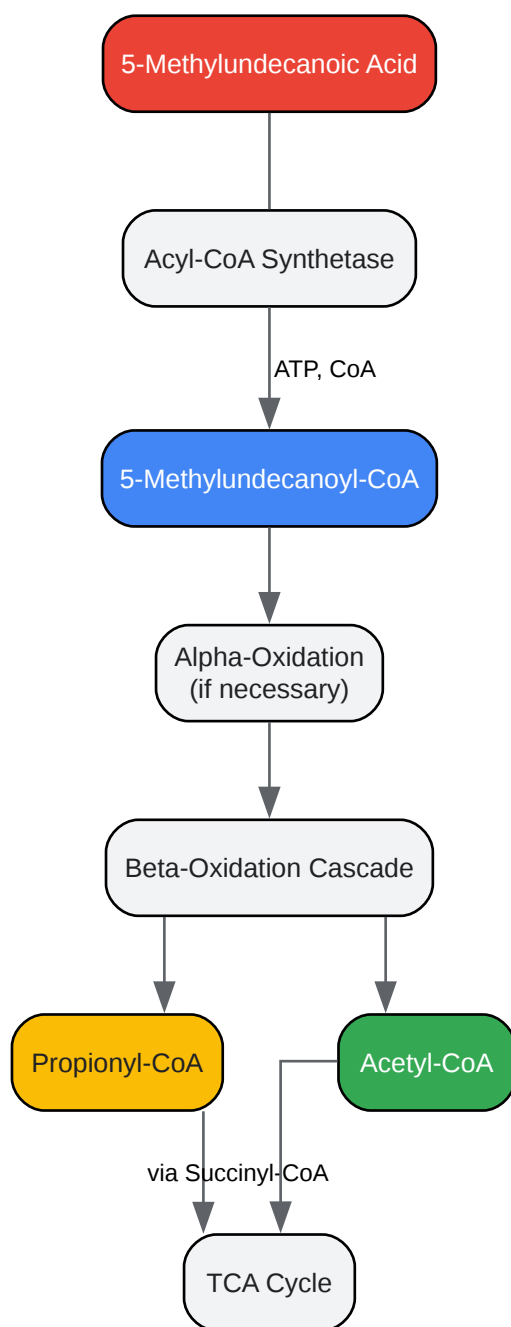 5-Methylundecanoic Acid
Acyl-CoA Synthetase
ATP, CoA
5-Methylundecanoyl-CoA
Alpha-Oxidation
(if necessary)
Beta-Oxidation Cascade
Propionyl-CoA
Acetyl-CoA
via Succinyl-CoA
TCA Cycle